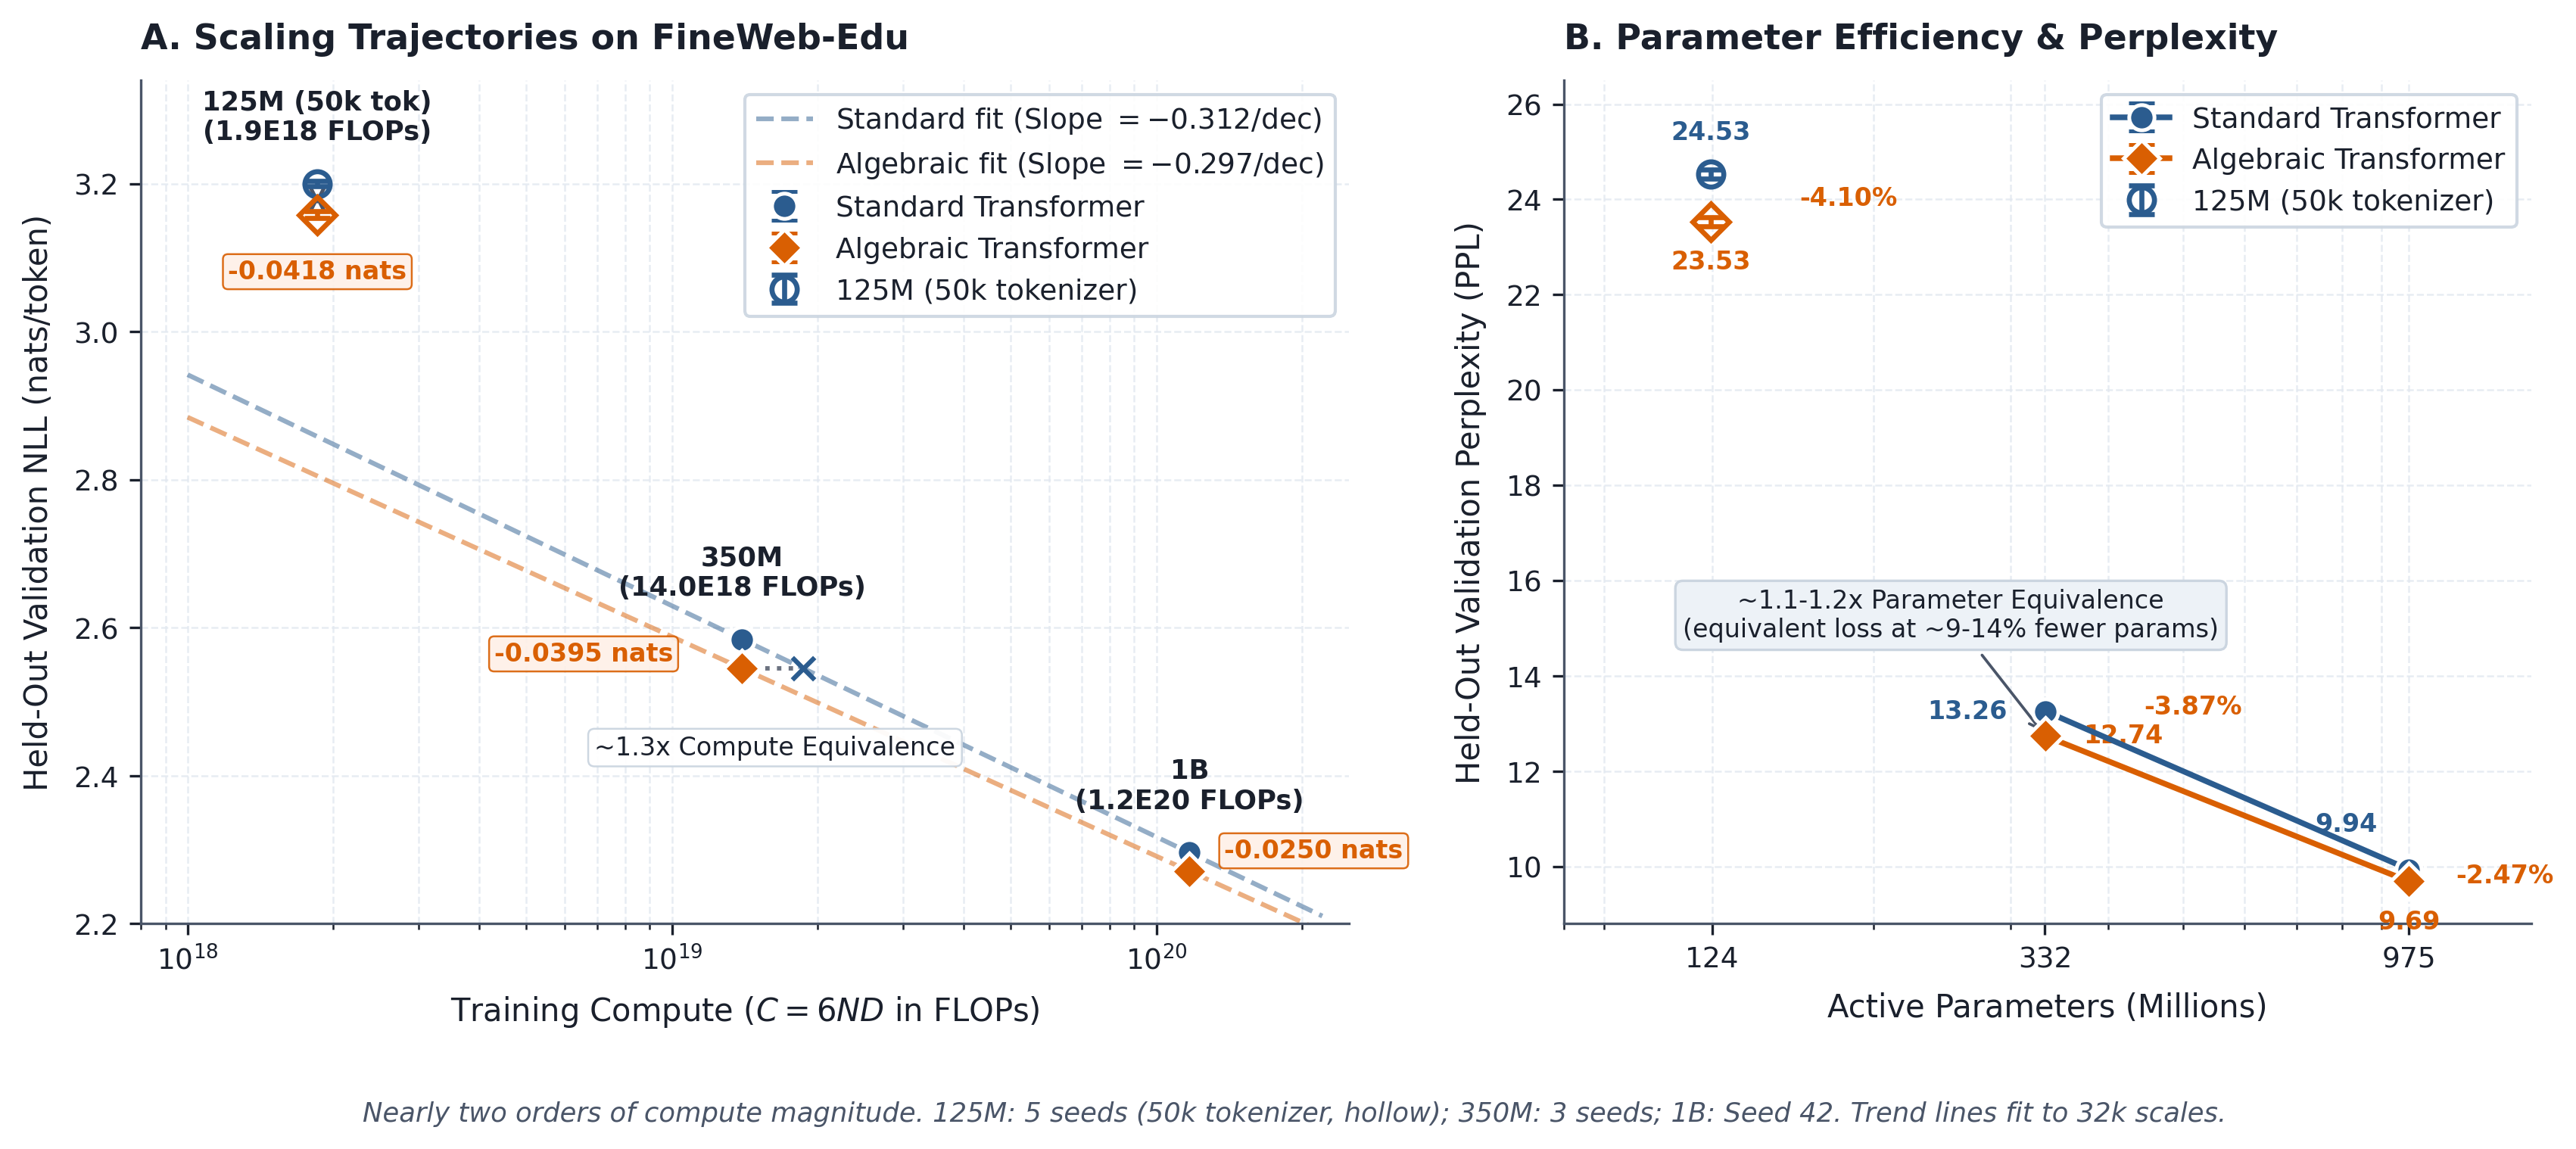 A. Scaling Trajectories on FineWeb-Edu
Held-Out Validation NLL (nats/token)
3.2
3.0
2.8
2.6
2.4
2.2
125M (50k tok)
(1.9E18 FLOPs)
-0.0418 nats
Standard fit (Slope = −0.312/dec)
Algebraic fit (Slope = −0.297/dec)
Standard Transformer
Algebraic Transformer
125M (50k tokenizer)
350M
(14.0E18 FLOPs)
-0.0395 nats
~1.3x Compute Equivalence
1B
(1.2E20 FLOPs)
-0.0250 nats
10¹⁸
10¹⁹
10²⁰
Training Compute (C = 6ND in FLOPs)
B. Parameter Efficiency & Perplexity
Held-Out Validation Perplexity (PPL)
26
24
22
20
18
16
14
12
10
24.53
-4.10%
23.53
Standard Transformer
Algebraic Transformer
125M (50k tokenizer)
~1.1-1.2x Parameter Equivalence
(equivalent loss at ~9-14% fewer params)
13.26
-3.87%
12.74
9.94
-2.47%
9.69
124
332
975
Active Parameters (Millions)
Nearly two orders of compute magnitude. 125M: 5 seeds (50k tokenizer, hollow); 350M: 3 seeds; 1B: Seed 42. Trend lines fit to 32k scales.